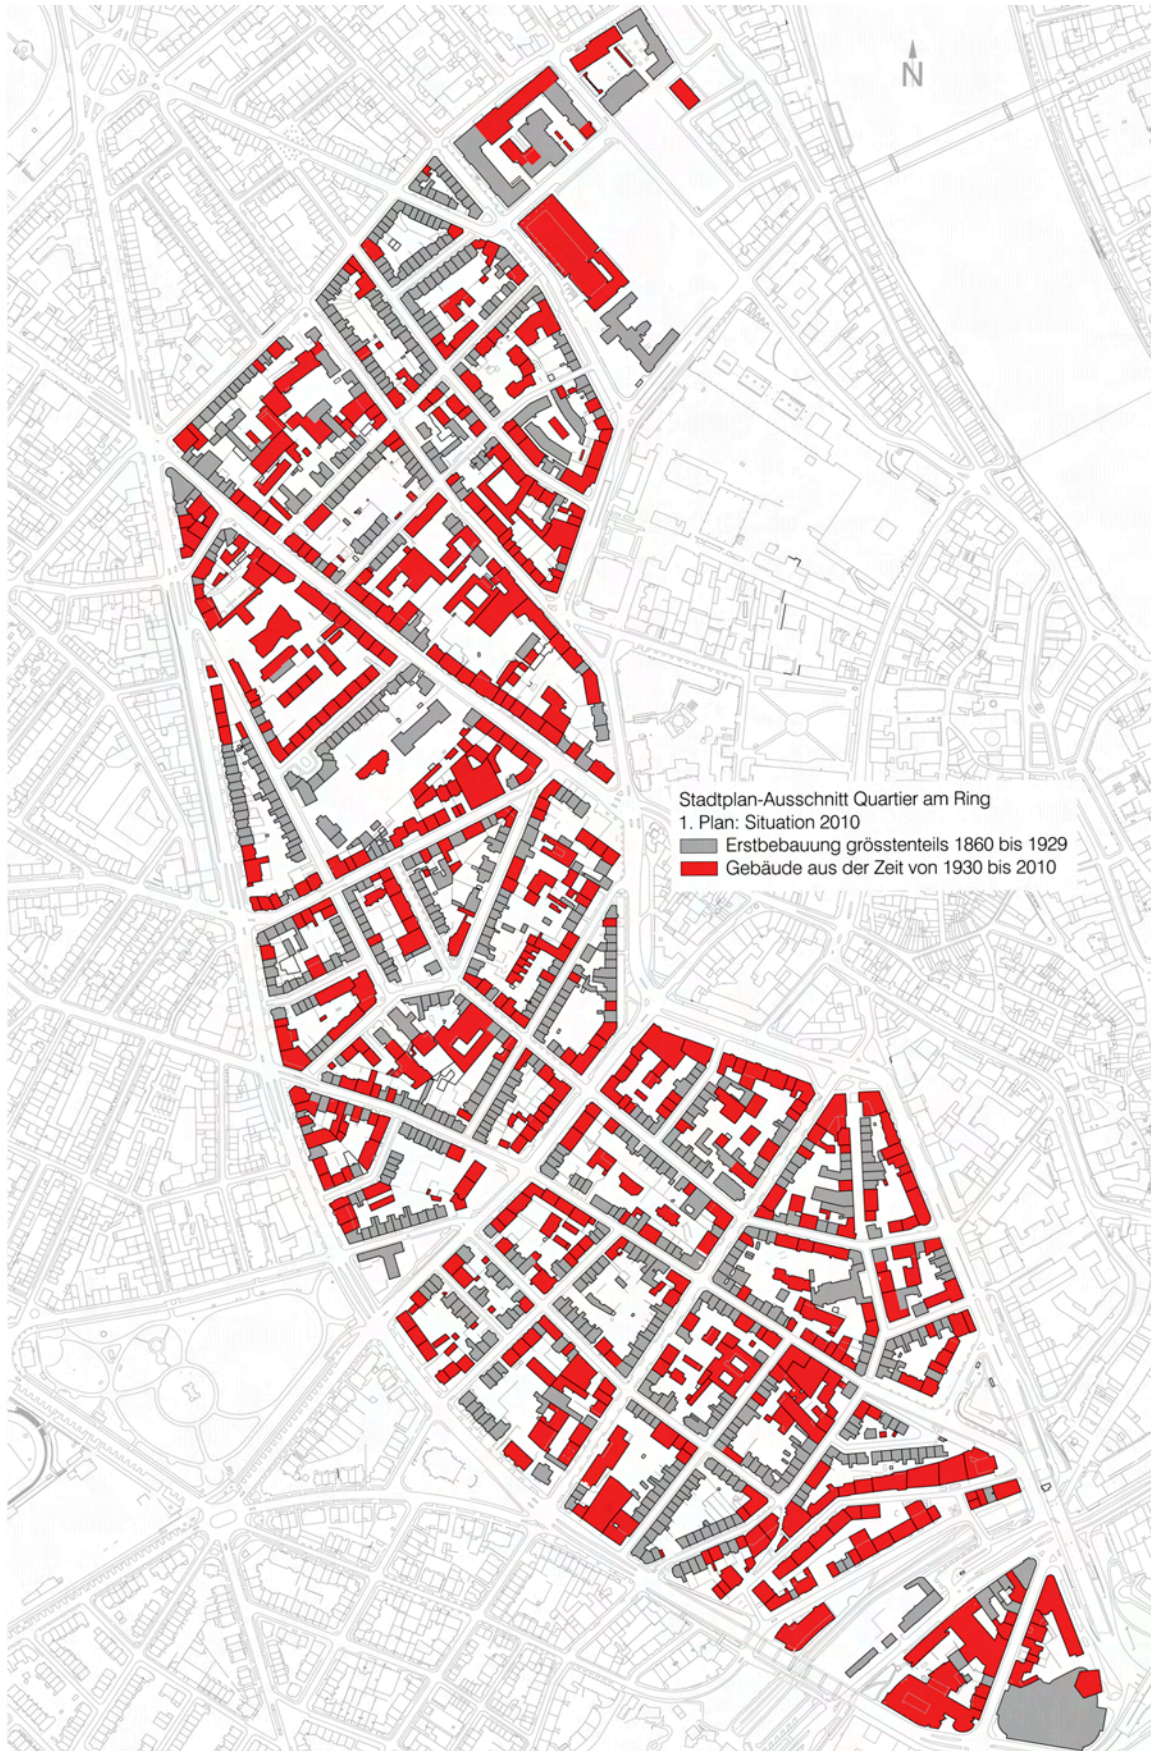 N
Stadtplan-Ausschnitt Quartier am Ring
1. Plan: Situation 2010
Erstbebauung grösstenteils 1860 bis 1929
Gebäude aus der Zeit von 1930 bis 2010